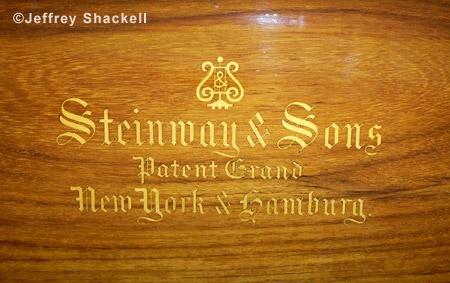 ©Jeffrey Shackell
&
Steinway & Sons
Patent Grand
New York & Hamburg.